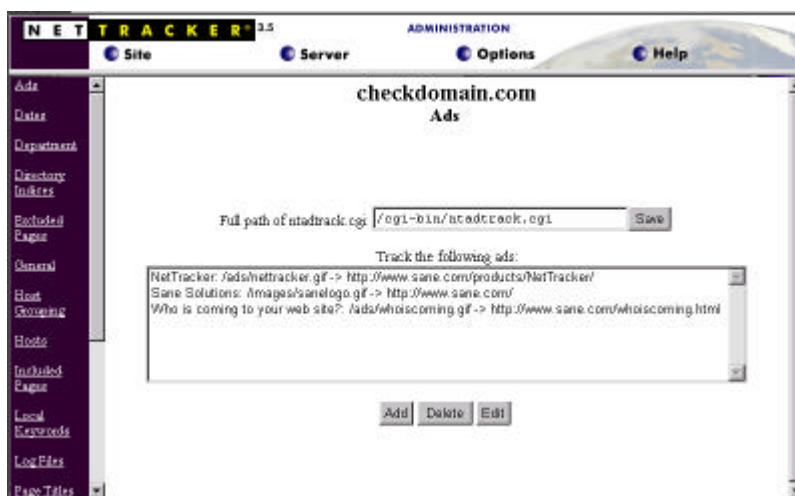 NETTRACKER® 3.5
ADMINISTRATION
Site Server Options Help
Ads
Dates
Department
Directory
Indices
Excluded
Pages
General
Host
Grouping
Hosts
Included
Pages
Local
Keywords
Log Files
Page Titles
checkdomain.com
Ads
Full path of ntadtrack.cgi: /cgi-bin/ntadtrack.cgi Save
Track the following ads:
NetTracker: /ads/nettracker.gif -> http://www.sane.com/products/NetTracker/
Sane Solutions: /images/sanelogo.gif -> http://www.sane.com/
Who is coming to your web site?: /ads/whoiscoming.gif -> http://www.sane.com/whoiscoming.html
Add Delete Edit